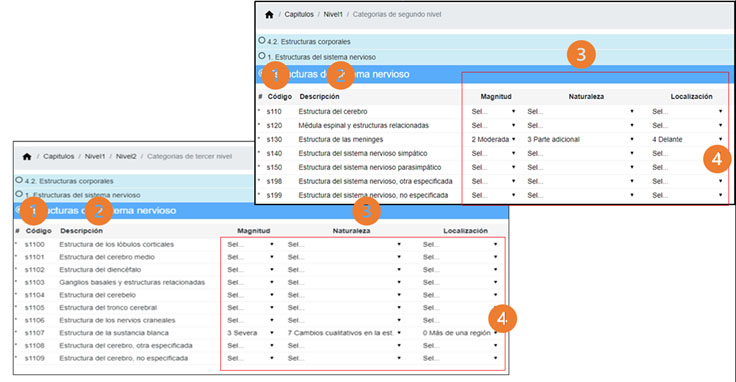 / Capitulos / Nivel1 / Categorias de segundo nivel
4.2. Estructuras corporales
1. Estructuras del sistema nervioso
3
1 2
ructuras de ema nervioso
# Código Descripción Magnitud Naturaleza Localización
* s110 Estructura del cerebro Sel... Sel... Sel...
* s120 Médula espinal y estructuras relacionadas Sel... Sel... Sel...
* s130 Estructura de las meninges 2 Moderada 3 Parte adicional 4 Delante
* s140 Estructura del sistema nervioso simpático Sel... Sel... Sel...
4
* s150 Estructura del sistema nervioso parasimpático Sel... Sel... Sel...
* s198 Estructura del sistema nervioso, otra especificada Sel... Sel... Sel...
* s199 Estructura del sistema nervioso, no especificada Sel... Sel... Sel...
/ Capitulos / Nivel1 / Nivel2 / Categorias de tercer nivel
4.2. Estructuras corporales
1. Estructuras del sistema nervioso
1 2 3
ucturas de ema nervioso
# Código Descripción Magnitud Naturaleza Localización
* s1100 Estructura de los lóbulos corticales Sel... Sel... Sel...
* s1101 Estructura del cerebro medio Sel... Sel... Sel...
* s1102 Estructura del diencéfalo Sel... Sel... Sel...
* s1103 Ganglios basales y estructuras relacionadas Sel... Sel... Sel...
* s1104 Estructura del cerebelo Sel... Sel... Sel...
* s1105 Estructura del tronco cerebral Sel... Sel... Sel...
4
* s1106 Estructura de los nervios craneales Sel... Sel... Sel...
* s1107 Estructura de la sustancia blanca 3 Severa 7 Cambios cualitativos en la est. 0 Más de una región
* s1108 Estructura del cerebro, otra especificada Sel... Sel... Sel...
* s1109 Estructura del cerebro, no especificada Sel... Sel... Sel...